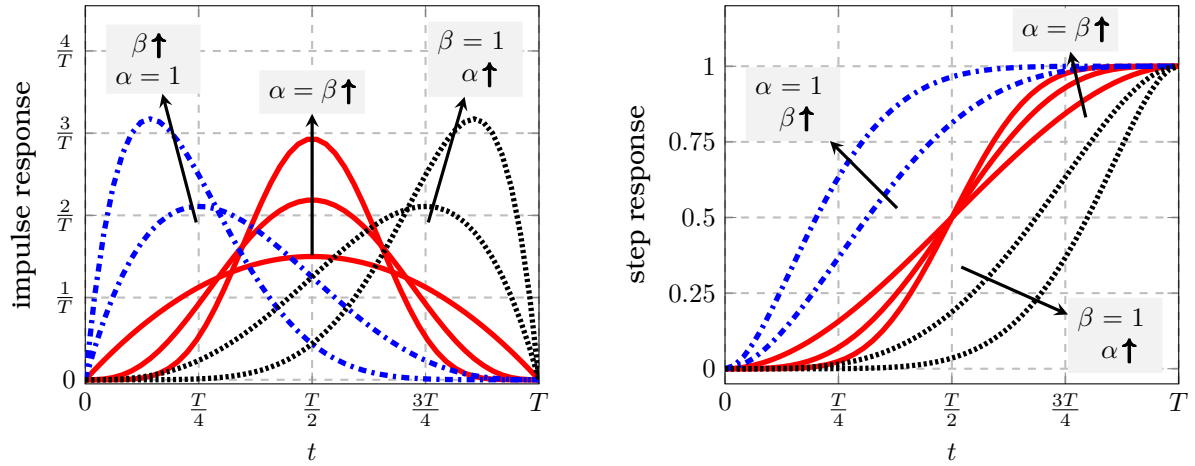 impulse response
4/T
3/T
2/T
1/T
0
β↑
α = 1
α = β↑
β = 1
α↑
0
T/4
T/2
3T/4
T
t
step response
1
0.75
0.5
0.25
0
α = 1
β↑
α = β↑
β = 1
α↑
0
T/4
T/2
3T/4
T
t